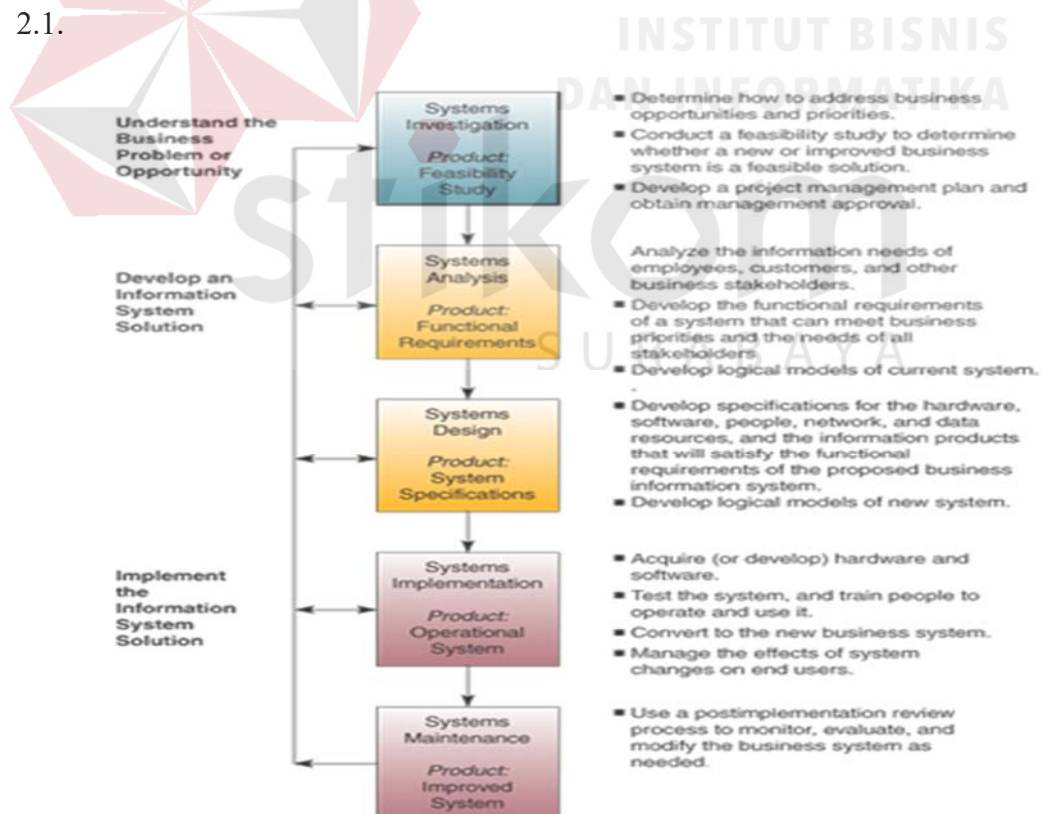 2.1.
INSTITUT BISNIS
DAN INFORMATIKA
stikom
SURABAYA
Understand the
Business
Problem or
Opportunity
Systems
Investigation
Product:
Feasibility
Study
■ Determine how to address business
opportunities and priorities.
■ Conduct a feasibility study to determine
whether a new or improved business
system is a feasible solution.
■ Develop a project management plan and
obtain management approval.
Develop an
Information
System
Solution
Systems
Analysis
Product:
Functional
Requirements
Analyze the information needs of
employees, customers, and other
business stakeholders.
■ Develop the functional requirements
of a system that can meet business
priorities and the needs of all
stakeholders
■ Develop logical models of current system.
Systems
Design
Product:
System
Specifications
■ Develop specifications for the hardware,
software, people, network, and data
resources, and the information products
that will satisfy the functional
requirements of the proposed business
information system.
■ Develop logical models of new system.
Implement
the
Information
System
Solution
Systems
Implementation
Product:
Operational
System
■ Acquire (or develop) hardware and
software.
■ Test the system, and train people to
operate and use it.
■ Convert to the new business system.
■ Manage the effects of system
changes on end users.
Systems
Maintenance
Product:
Improved
System
■ Use a postimplementation review
process to monitor, evaluate, and
modify the business system as
needed.